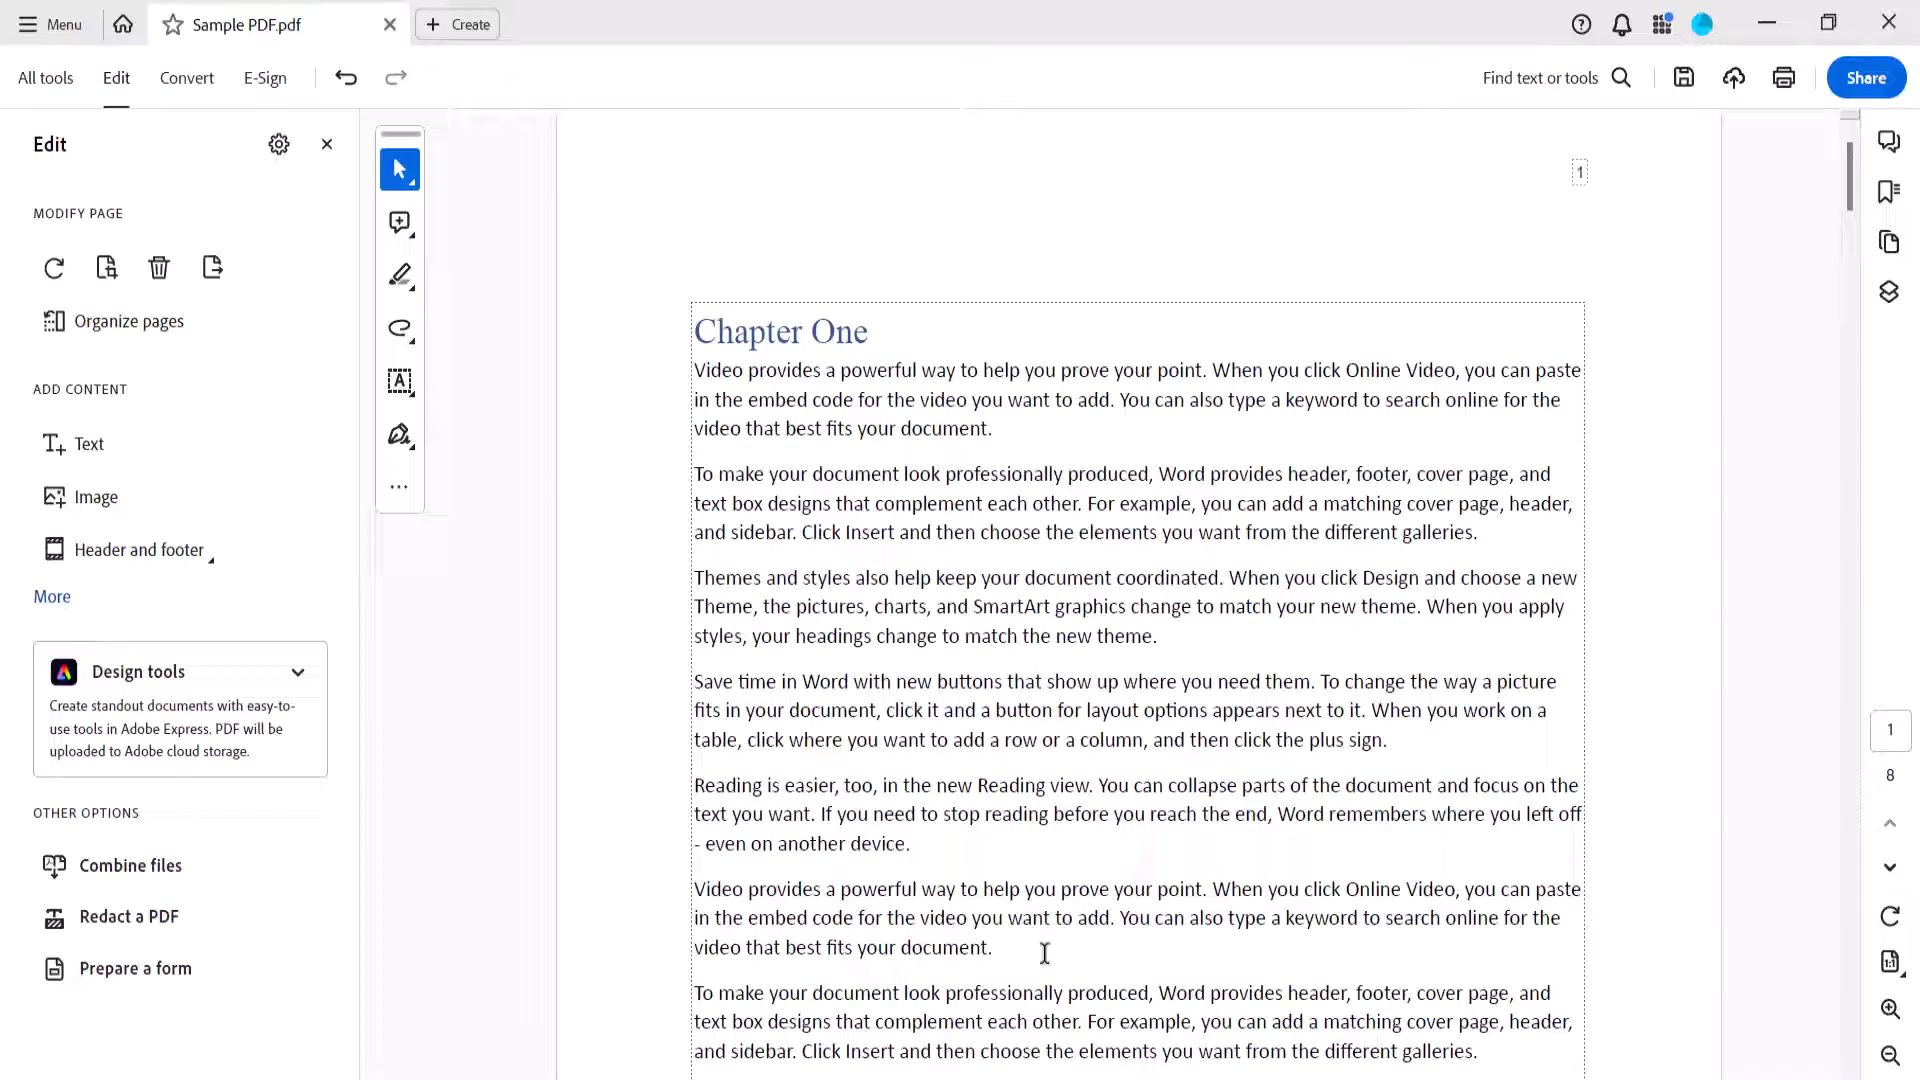 Menu
Sample PDF.pdf
Create
All tools
Edit
Convert
E-Sign
Find text or tools
Share
Edit
MODIFY PAGE
Organize pages
ADD CONTENT
Text
Image
Header and footer
More
Design tools
Create standout documents with easy-to-
use tools in Adobe Express. PDF will be
uploaded to Adobe cloud storage.
OTHER OPTIONS
Combine files
Redact a PDF
Prepare a form
1
Chapter One
Video provides a powerful way to help you prove your point. When you click Online Video, you can paste
in the embed code for the video you want to add. You can also type a keyword to search online for the
video that best fits your document.
To make your document look professionally produced, Word provides header, footer, cover page, and
text box designs that complement each other. For example, you can add a matching cover page, header,
and sidebar. Click Insert and then choose the elements you want from the different galleries.
Themes and styles also help keep your document coordinated. When you click Design and choose a new
Theme, the pictures, charts, and SmartArt graphics change to match your new theme. When you apply
styles, your headings change to match the new theme.
Save time in Word with new buttons that show up where you need them. To change the way a picture
fits in your document, click it and a button for layout options appears next to it. When you work on a
table, click where you want to add a row or a column, and then click the plus sign.
Reading is easier, too, in the new Reading view. You can collapse parts of the document and focus on the
text you want. If you need to stop reading before you reach the end, Word remembers where you left off
- even on another device.
Video provides a powerful way to help you prove your point. When you click Online Video, you can paste
in the embed code for the video you want to add. You can also type a keyword to search online for the
video that best fits your document.
To make your document look professionally produced, Word provides header, footer, cover page, and
text box designs that complement each other. For example, you can add a matching cover page, header,
and sidebar. Click Insert and then choose the elements you want from the different galleries.
1
8